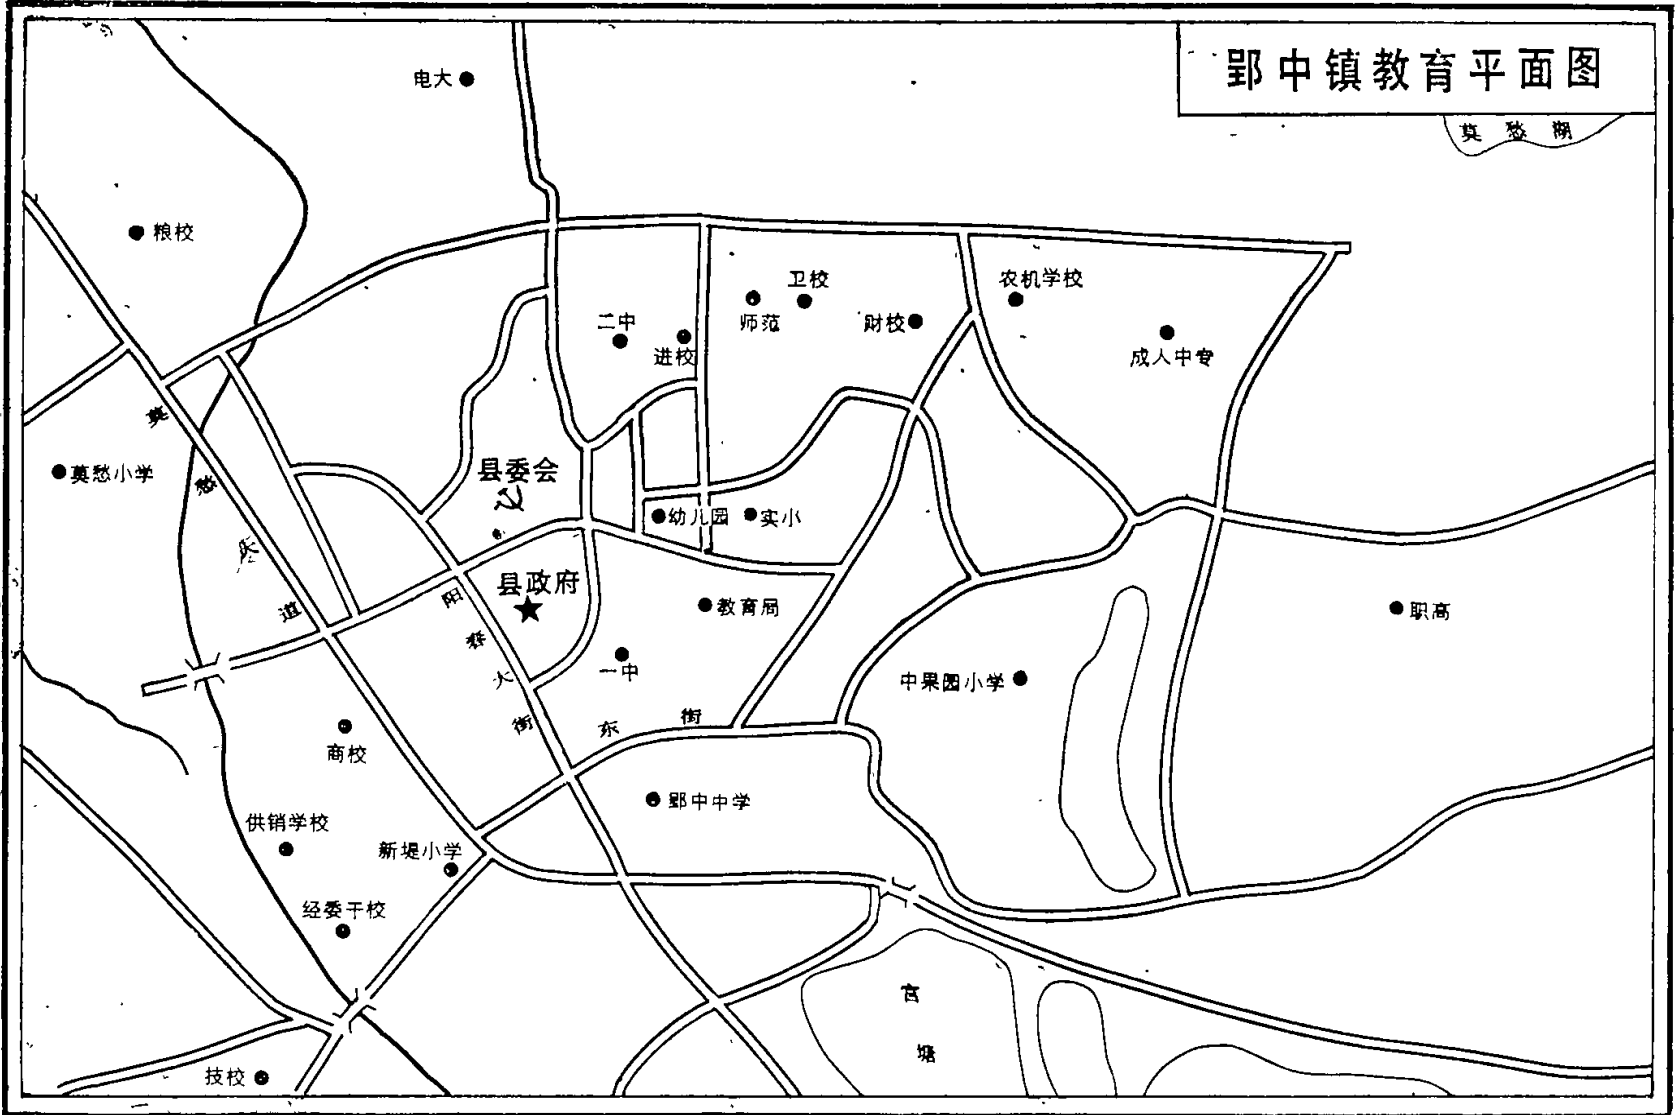 郢中镇教育平面图
莫愁湖
电大
粮校
卫校
农机学校
师范
财校
二中
进校
成人中专
莫愁大道
莫愁小学
县委会
幼儿园
实小
县政府
阳春大街
教育局
职高
一中
中果园小学
东街
商校
郢中中学
供销学校
新堤小学
经委干校
宫塘
技校